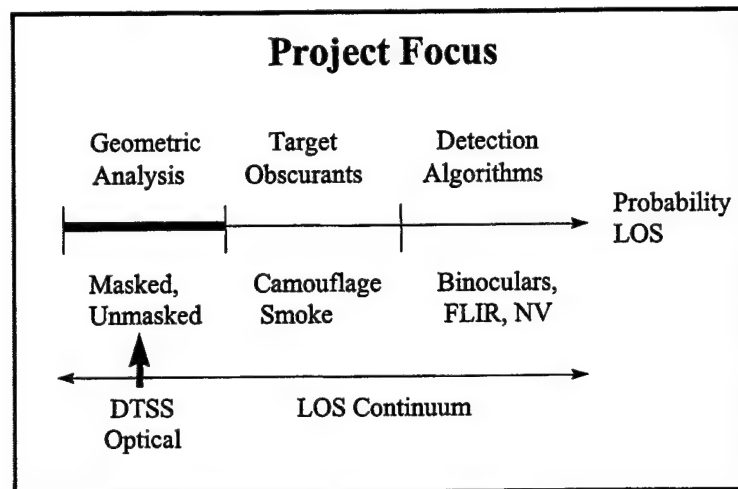 Project Focus
Geometric Analysis
Target Obscurants
Detection Algorithms
Probability LOS
Masked, Unmasked
Camouflage Smoke
Binoculars, FLIR, NV
DTSS Optical
LOS Continuum